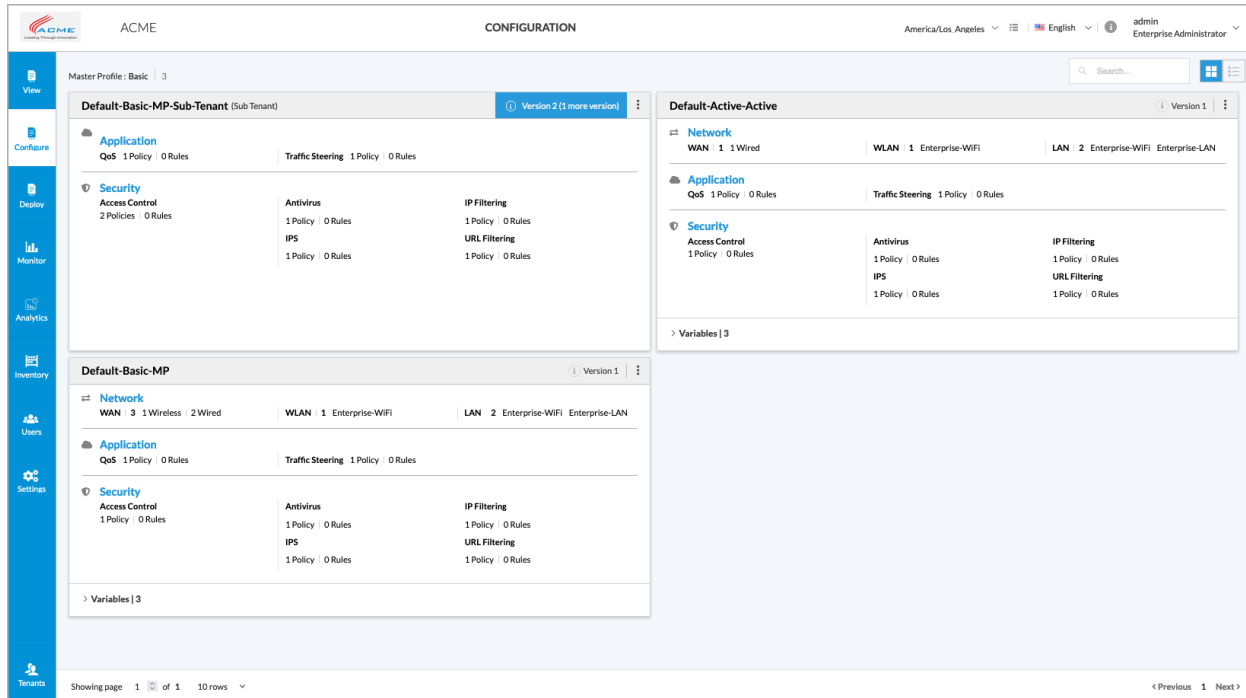 ACME
Leading Through Innovation
ACME
CONFIGURATION
America/Los_Angeles
English
admin
Enterprise Administrator
View
Configure
Deploy
Monitor
Analytics
Inventory
Users
Settings
Tenants
Master Profile : Basic | 3
Search...
Default-Basic-MP-Sub-Tenant (Sub Tenant)
Version 2 (1 more version)
Application
QoS 1 Policy | 0 Rules
Traffic Steering 1 Policy | 0 Rules
Security
Access Control
2 Policies | 0 Rules
Antivirus
1 Policy | 0 Rules
IPS
1 Policy | 0 Rules
IP Filtering
1 Policy | 0 Rules
URL Filtering
1 Policy | 0 Rules
Default-Active-Active
Version 1
Network
WAN | 1 1 Wired
WLAN | 1 Enterprise-WiFi
LAN | 2 Enterprise-WiFi Enterprise-LAN
Application
QoS 1 Policy | 0 Rules
Traffic Steering 1 Policy | 0 Rules
Security
Access Control
1 Policy | 0 Rules
Antivirus
1 Policy | 0 Rules
IPS
1 Policy | 0 Rules
IP Filtering
1 Policy | 0 Rules
URL Filtering
1 Policy | 0 Rules
> Variables | 3
Default-Basic-MP
Version 1
Network
WAN | 3 1 Wireless | 2 Wired
WLAN | 1 Enterprise-WiFi
LAN 2 Enterprise-WiFi Enterprise-LAN
Application
QoS 1 Policy | 0 Rules
Traffic Steering 1 Policy | 0 Rules
Security
Access Control
1 Policy | 0 Rules
Antivirus
1 Policy | 0 Rules
IPS
1 Policy | 0 Rules
IP Filtering
1 Policy | 0 Rules
URL Filtering
1 Policy | 0 Rules
> Variables | 3
Showing page 1 of 1 10 rows
< Previous 1 Next >